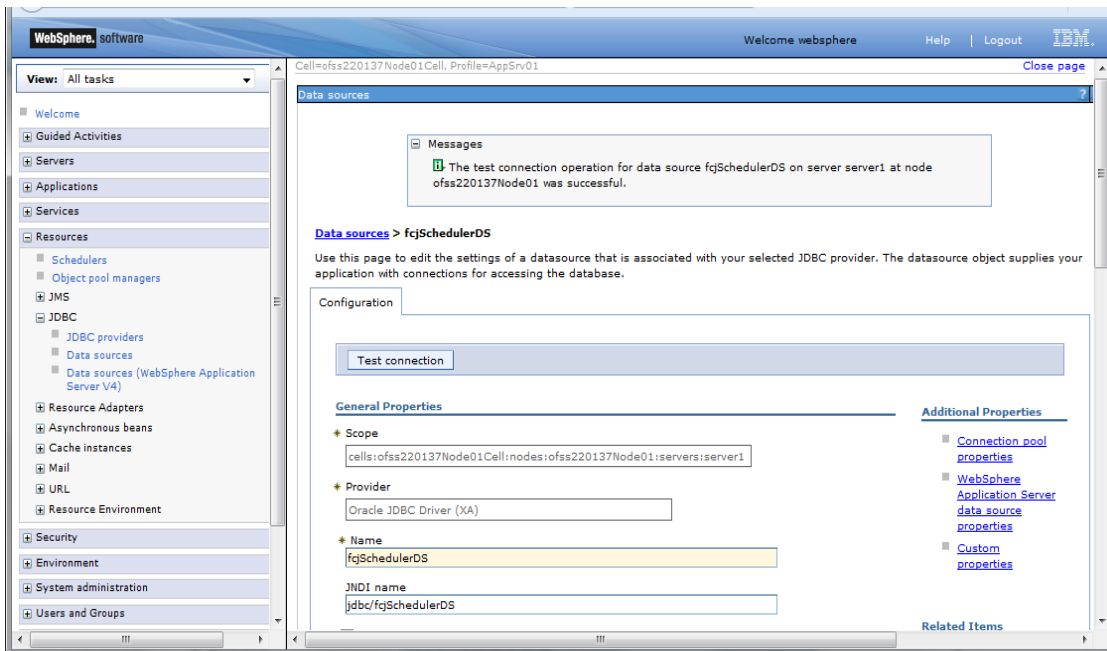 WebSphere. software
Welcome websphere
Help | Logout
IBM.
View: All tasks
Welcome
Guided Activities
Servers
Applications
Services
Resources
Schedulers
Object pool managers
JMS
JDBC
JDBC providers
Data sources
Data sources (WebSphere Application
Server V4)
Resource Adapters
Asynchronous beans
Cache instances
Mail
URL
Resource Environment
Security
Environment
System administration
Users and Groups
Cell=ofss220137Node01Cell, Profile=AppSrv01
Close page
Data sources
?
Messages
The test connection operation for data source fcjSchedulerDS on server server1 at node
ofss220137Node01 was successful.
Data sources > fcjSchedulerDS
Use this page to edit the settings of a datasource that is associated with your selected JDBC provider. The datasource object supplies your
application with connections for accessing the database.
Configuration
Test connection
General Properties
Scope
cells:ofss220137Node01Cell:nodes:ofss220137Node01:servers:server1
Provider
Oracle JDBC Driver (XA)
Name
fcjSchedulerDS
JNDI name
jdbc/fcjSchedulerDS
Additional Properties
Connection pool
properties
WebSphere
Application Server
data source
properties
Custom
properties
Related Items